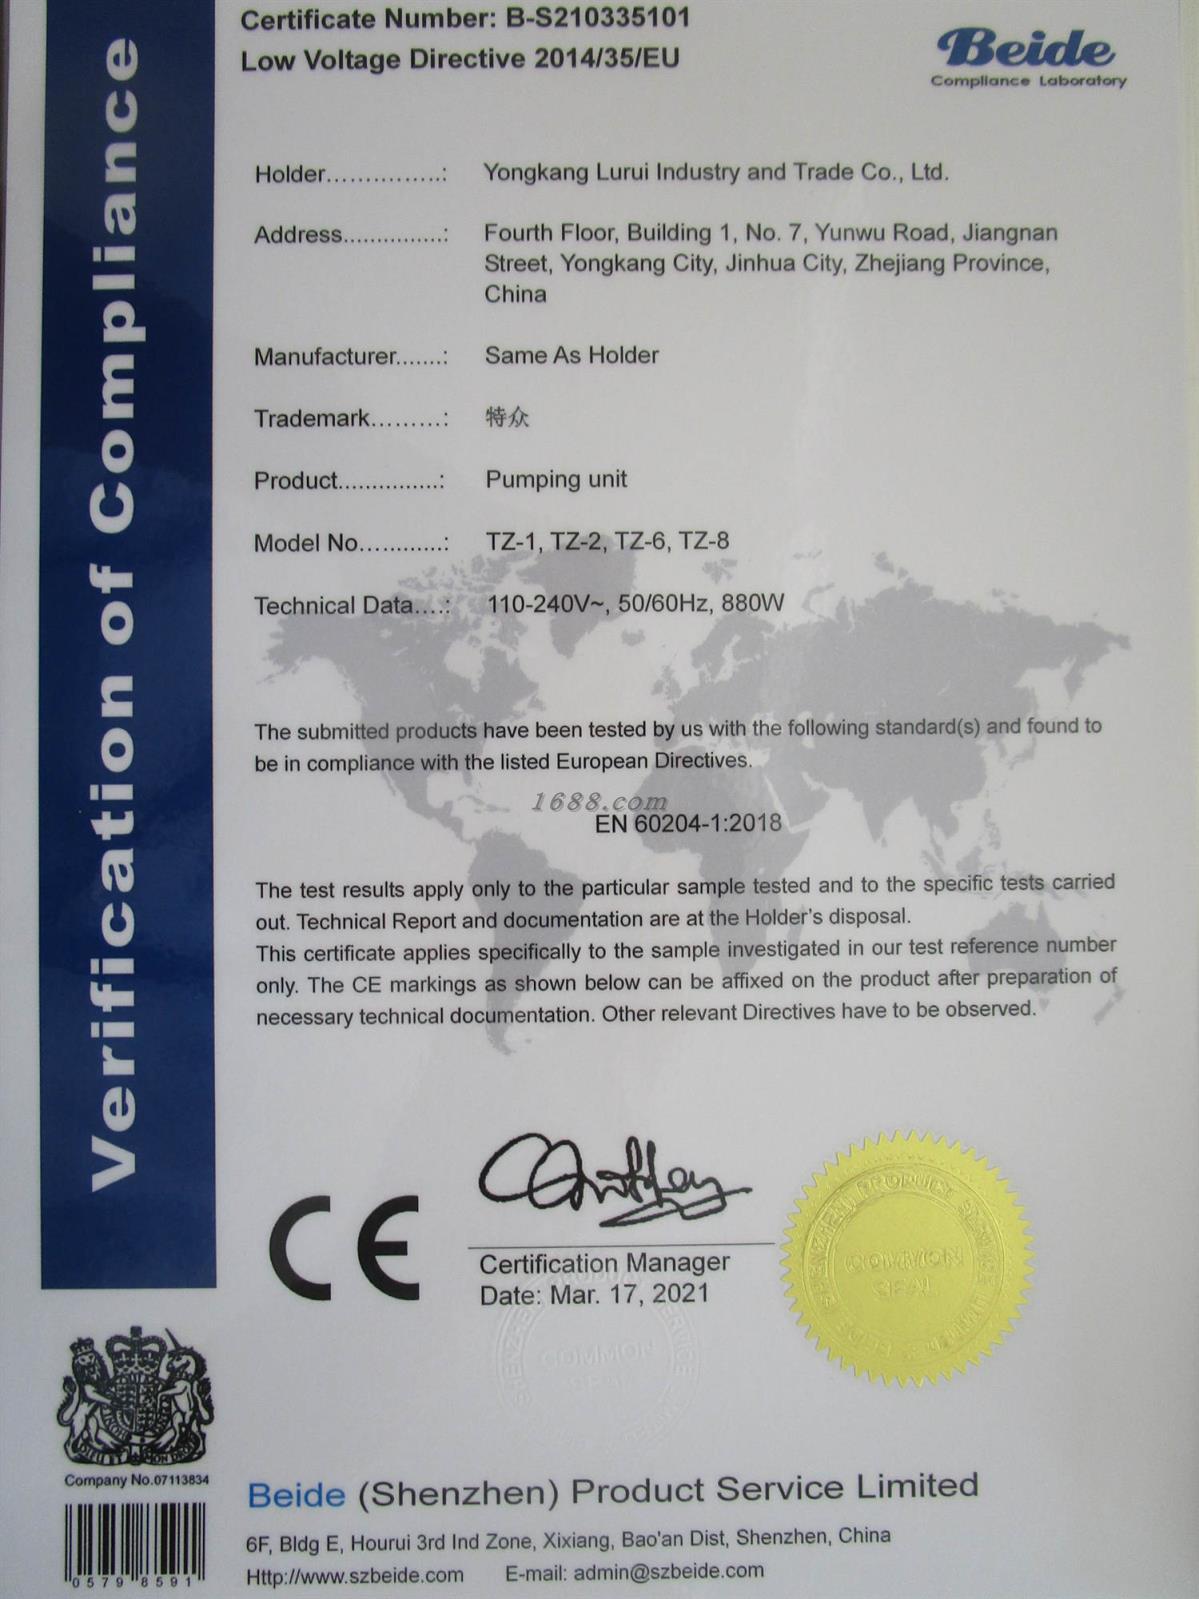 Certificate Number: B-S210335101
Low Voltage Directive 2014/35/EU
Beide
Compliance Laboratory
Verification of Compliance
Holder...............: Yongkang Lurui Industry and Trade Co., Ltd.
Address...............: Fourth Floor, Building 1, No. 7, Yunwu Road, Jiangnan
Street, Yongkang City, Jinhua City, Zhejiang Province,
China
Manufacturer.......: Same As Holder
Trademark..........: 特众
Product...............: Pumping unit
Model No............: TZ-1, TZ-2, TZ-6, TZ-8
Technical Data....: 110-240V~, 50/60Hz, 880W
The submitted products have been tested by us with the following standard(s) and found to
be in compliance with the listed European Directives.
1688.com
EN 60204-1:2018
The test results apply only to the particular sample tested and to the specific tests carried
out. Technical Report and documentation are at the Holder's disposal.
This certificate applies specifically to the sample investigated in our test reference number
only. The CE markings as shown below can be affixed on the product after preparation of
necessary technical documentation. Other relevant Directives have to be observed.
CE
Certification Manager
Date: Mar. 17, 2021
COMMON
SEAL
COMMON
Company No.07113834
0579 8591
Beide (Shenzhen) Product Service Limited
6F, Bldg E, Hourui 3rd Ind Zone, Xixiang, Bao'an Dist, Shenzhen, China
Http://www.szbeide.com E-mail: admin@szbeide.com